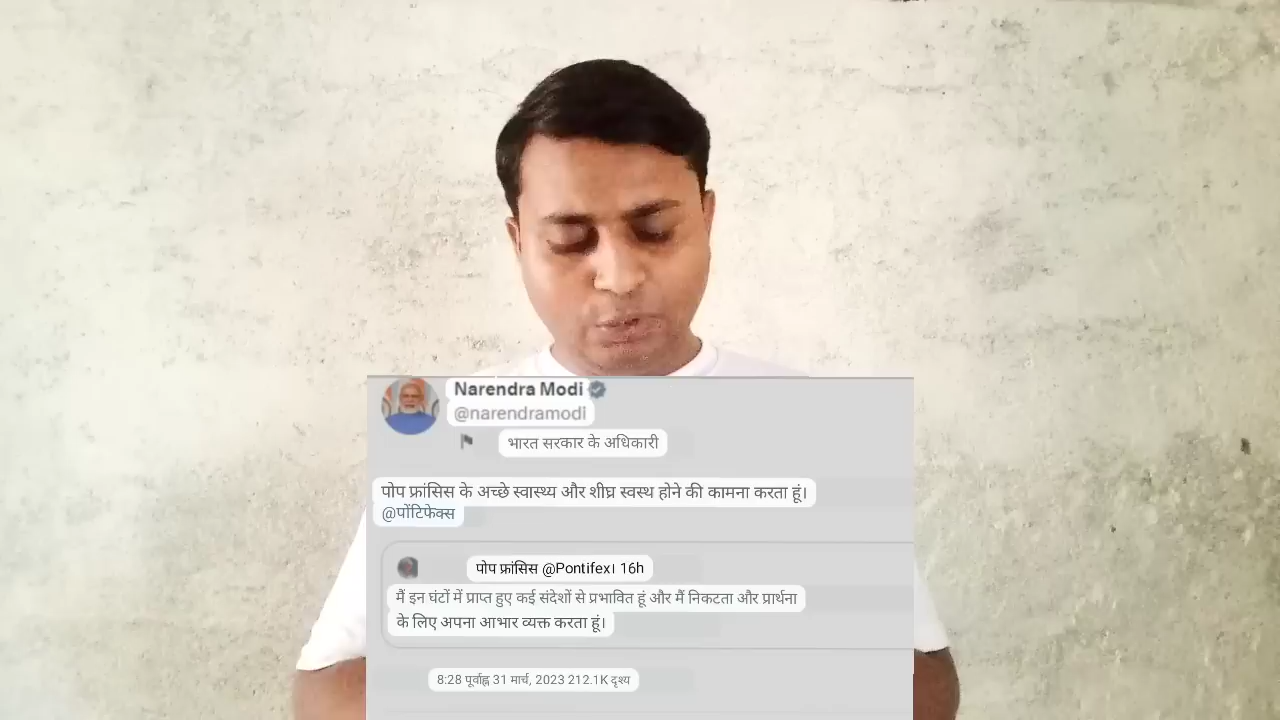 Narendra Modi
@narendramodi
भारत सरकार के अधिकारी
पोप फ्रांसिस के अच्छे स्वास्थ्य और शीघ्र स्वस्थ होने की कामना करता हूं।
@पोंटिफेक्स
पोप फ्रांसिस @Pontifex। 16h
मैं इन घंटों में प्राप्त हुए कई संदेशों से प्रभावित हूं और मैं निकटता और प्रार्थना
के लिए अपना आभार व्यक्त करता हूं।
8:28 पूर्वाह्न 31 मार्च, 2023 212.1K दृश्य